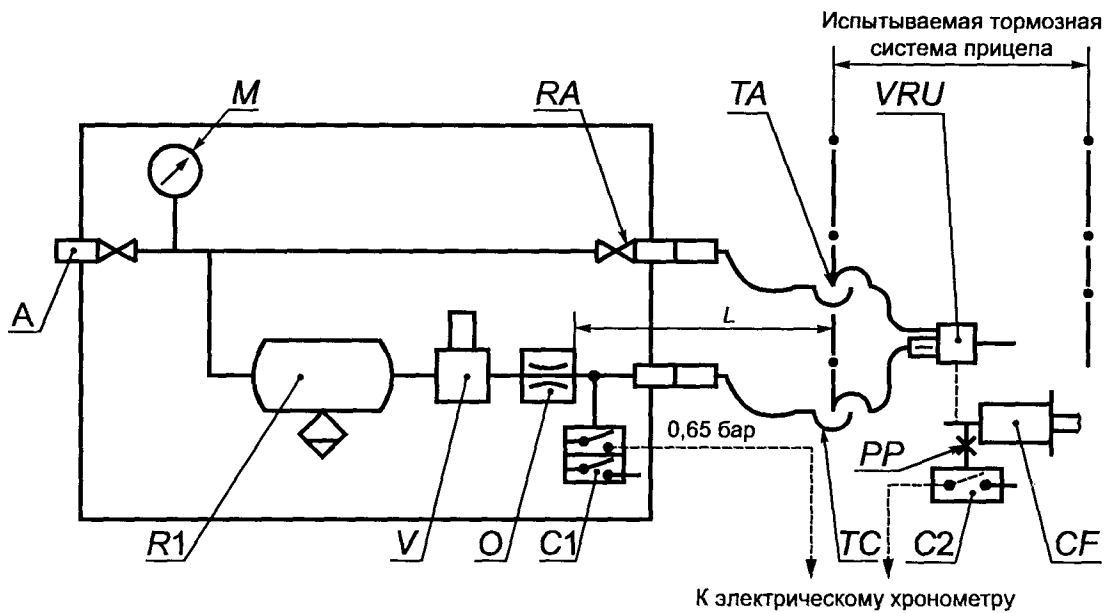 Испытываемая тормозная
система прицепа
M
RA
TA
VRU
A
L
0,65 бар
PP
R1
V
O
C1
TC
C2
CF
К электрическому хронометру